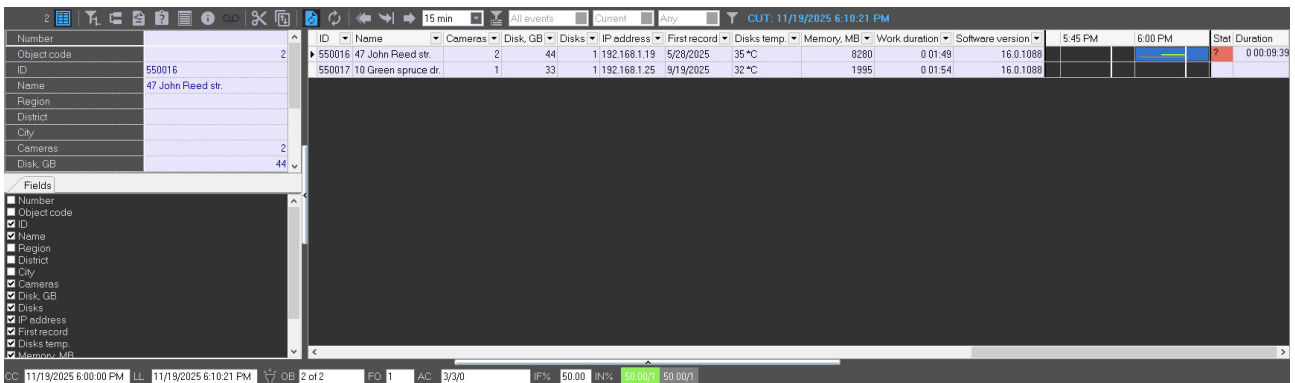 2 15 min All events Current Any CUT: 11/19/2025 6:10:21 PM
Number
Object code 2
ID 550016
Name 47 John Reed str.
Region
District
City
Cameras 2
Disk, GB 44
Fields
Number
Object code
ID
Name
Region
District
City
Cameras
Disk, GB
Disks
IP address
First record
Disks temp.
Memory, MB
ID Name Cameras Disk, GB Disks IP address First record Disks temp. Memory, MB Work duration Software version 5:45 PM 6:00 PM Stat Duration
550016 47 John Reed str. 2 44 1 192.168.1.19 5/28/2025 35 °C 8280 0 01:49 16.0.1088 ? 0 00:09:39
550017 10 Green spruce dr. 1 33 1 192.168.1.25 9/19/2025 32 °C 1995 0 01:54 16.0.1088
CC 11/19/2025 6:00:00 PM LL 11/19/2025 6:10:21 PM OB 2 of 2 FO 1 AC 3/3/0 IF% 50.00 IN% 50.00/1 50.00/1